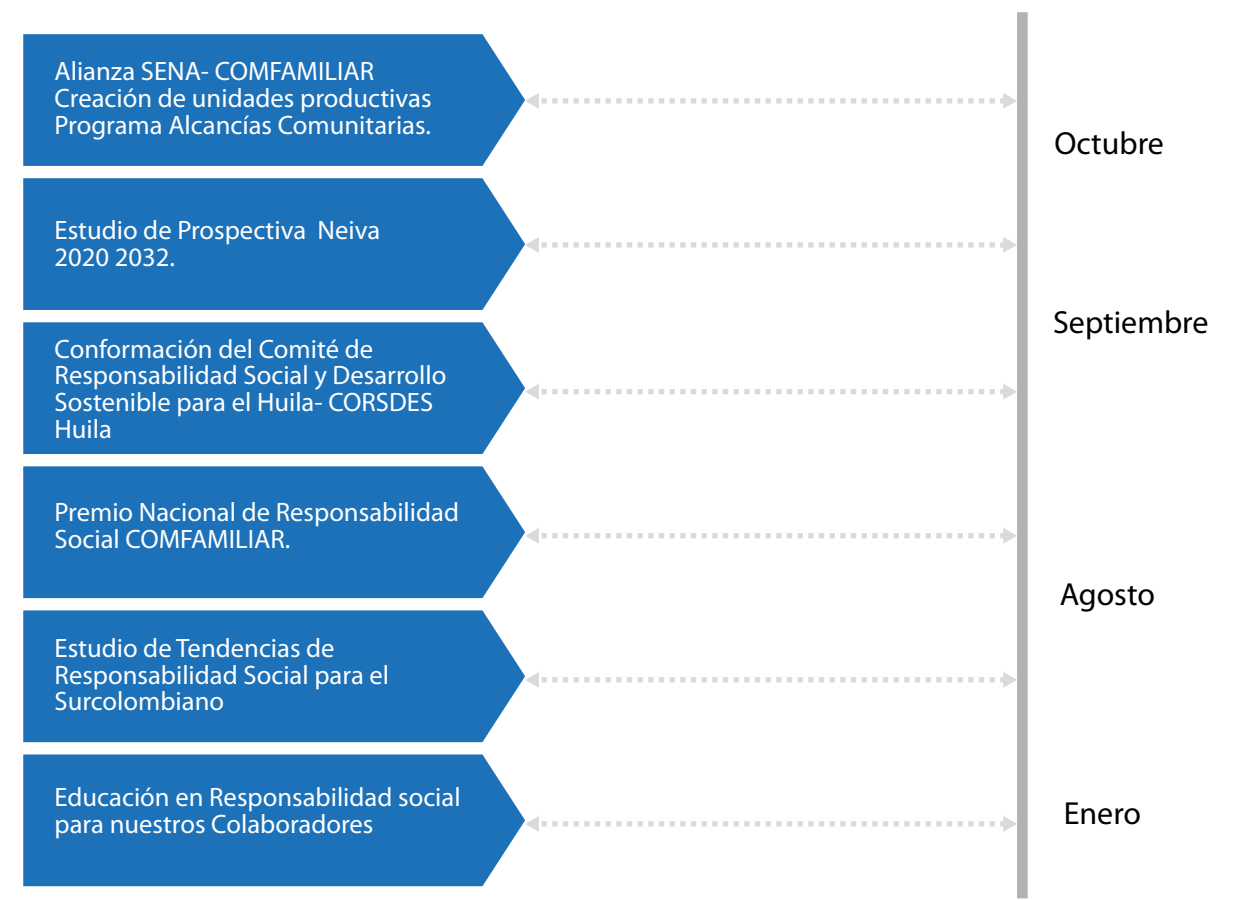 Alianza SENA- COMFAMILIAR
Creación de unidades productivas
Programa Alcancías Comunitarias.
Octubre
Estudio de Prospectiva  Neiva
2020 2032.
Septiembre
Conformación del Comité de
Responsabilidad Social y Desarrollo
Sostenible para el Huila- CORSDES
Huila
Premio Nacional de Responsabilidad
Social COMFAMILIAR.
Agosto
Estudio de Tendencias de
Responsabilidad Social para el
Surcolombiano
Educación en Responsabilidad social
para nuestros Colaboradores
Enero